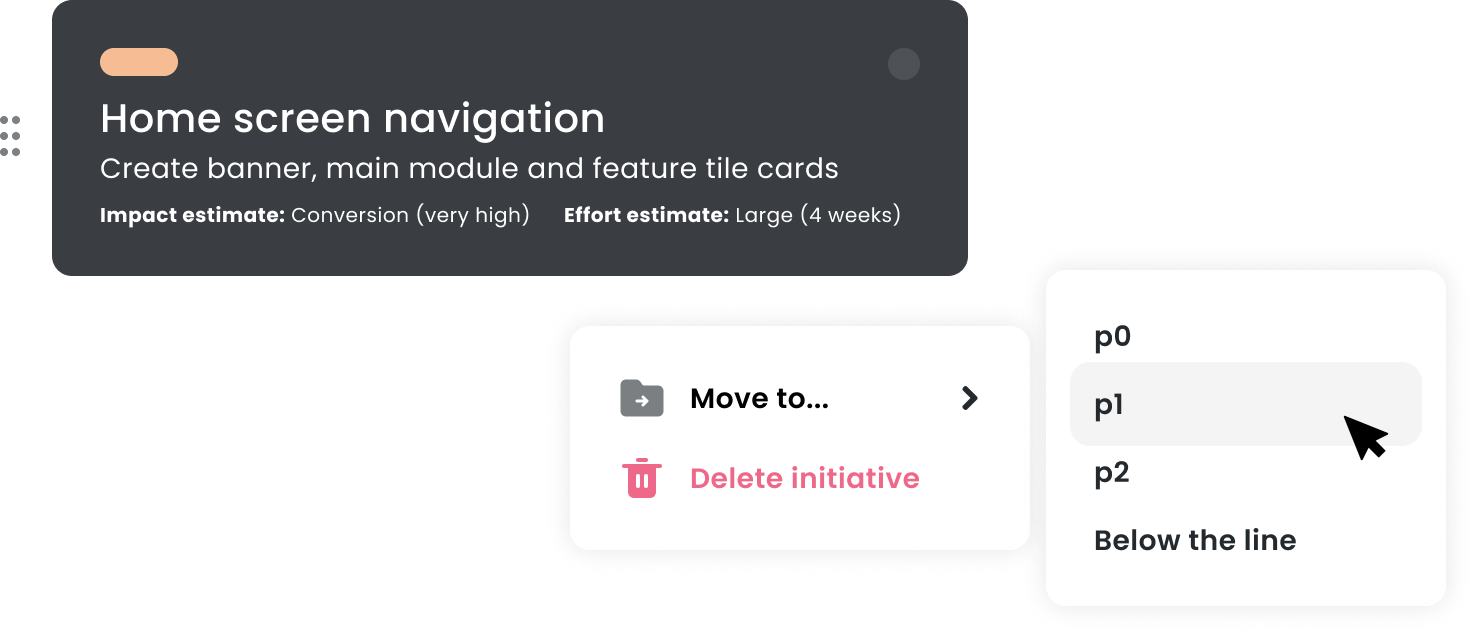 Home screen navigation
Create banner, main module and feature tile cards
Impact estimate: Conversion (very high) Effort estimate: Large (4 weeks)
Move to...
Delete initiative
p0
p1
p2
Below the line